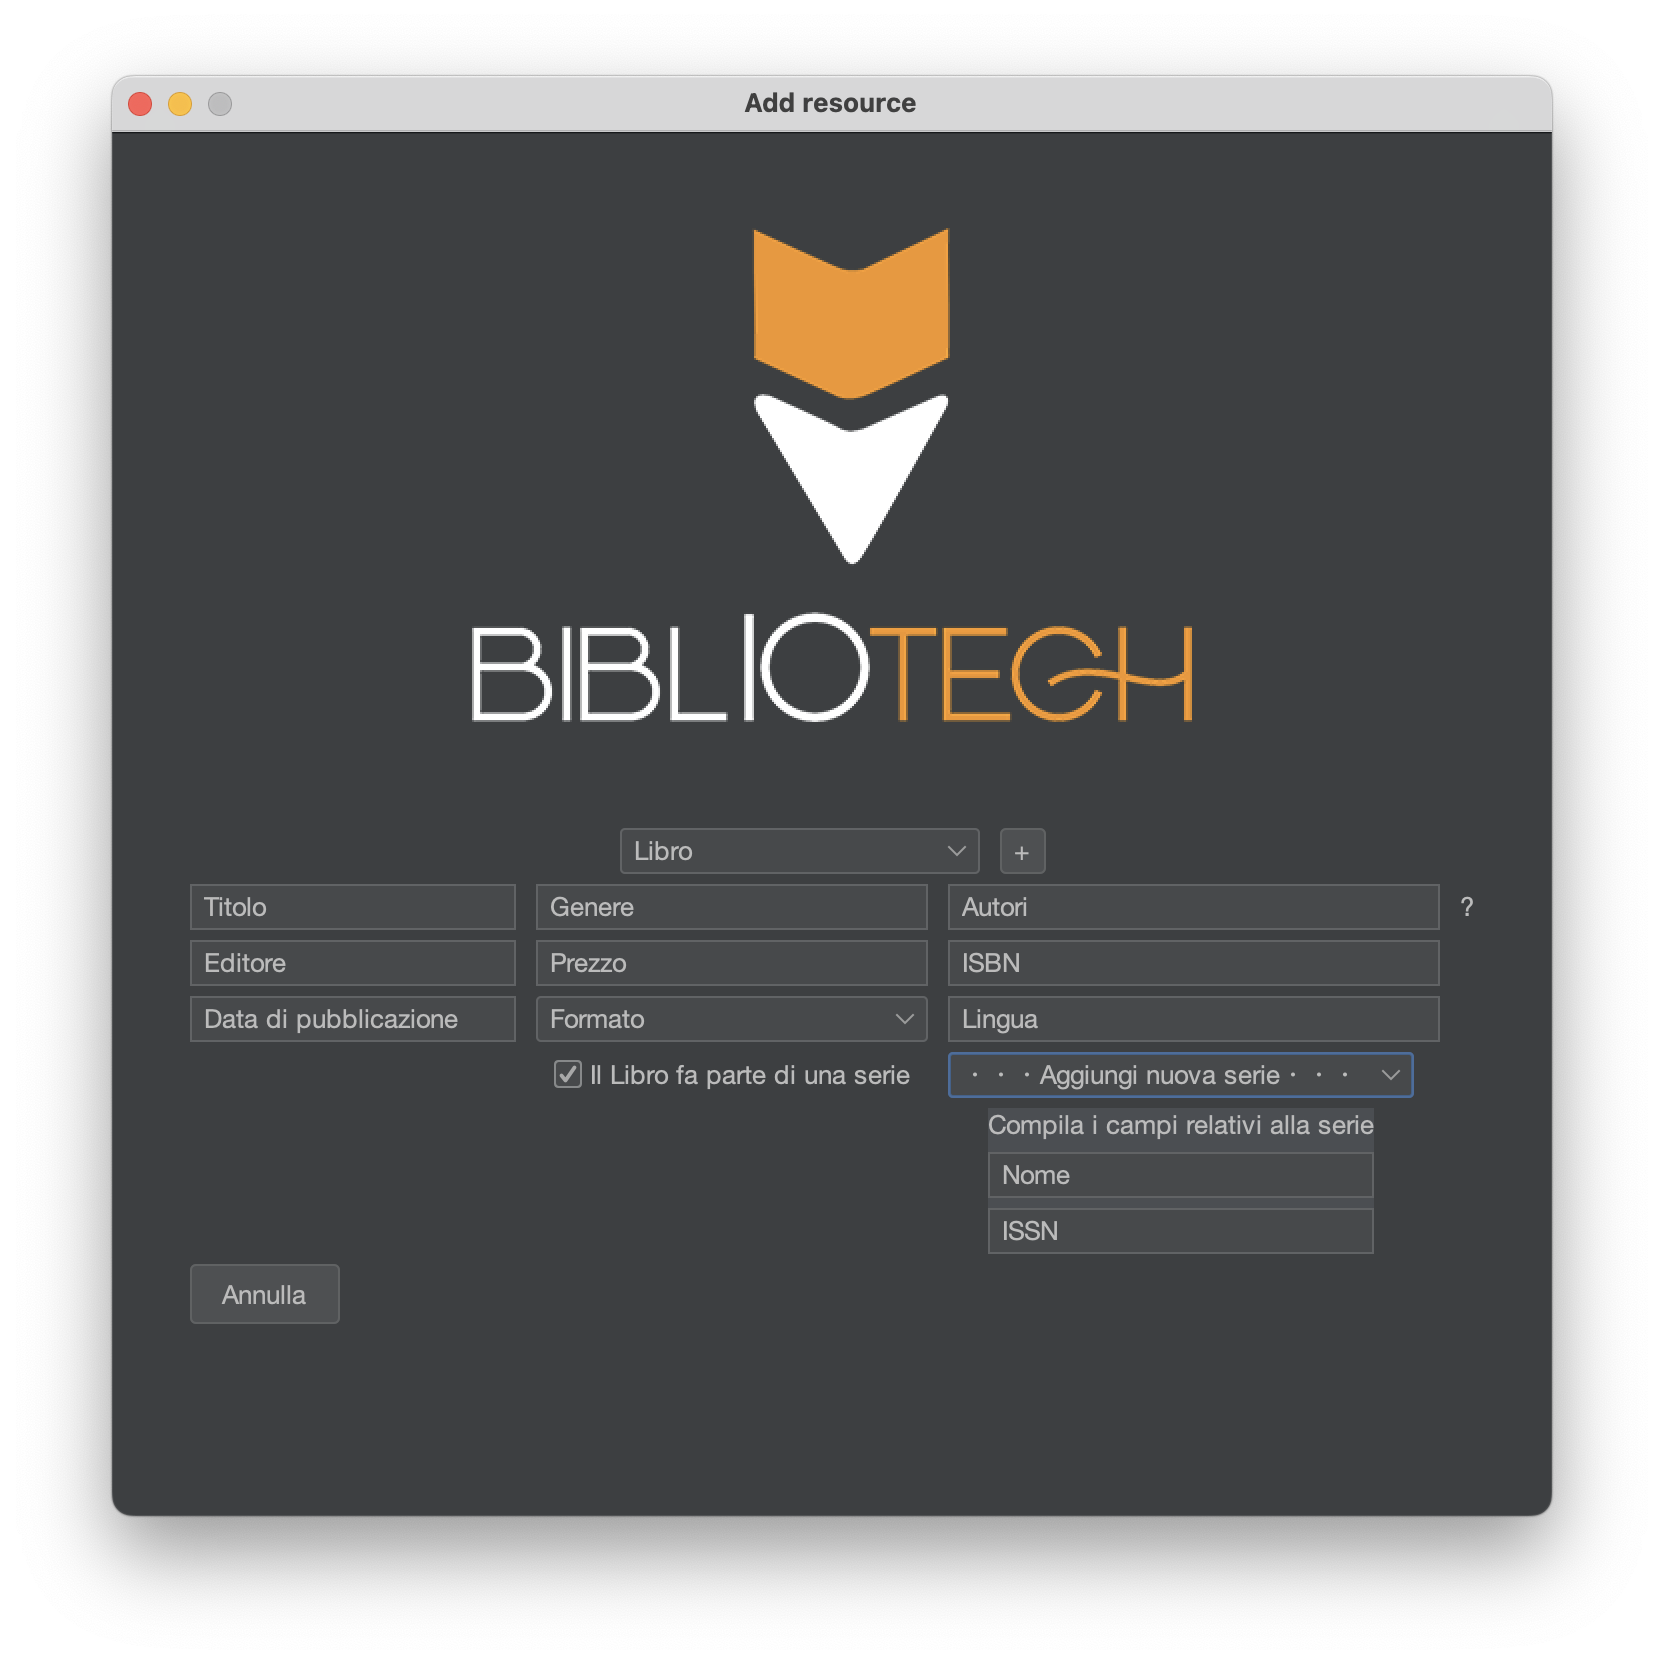 Add resource
BIBLIOTECH
Libro +
Titolo Genere Autori ?
Editore Prezzo ISBN
Data di pubblicazione Formato Lingua
Il Libro fa parte di una serie · · · Aggiungi nuova serie · · ·
Compila i campi relativi alla serie
Nome
ISSN
Annulla